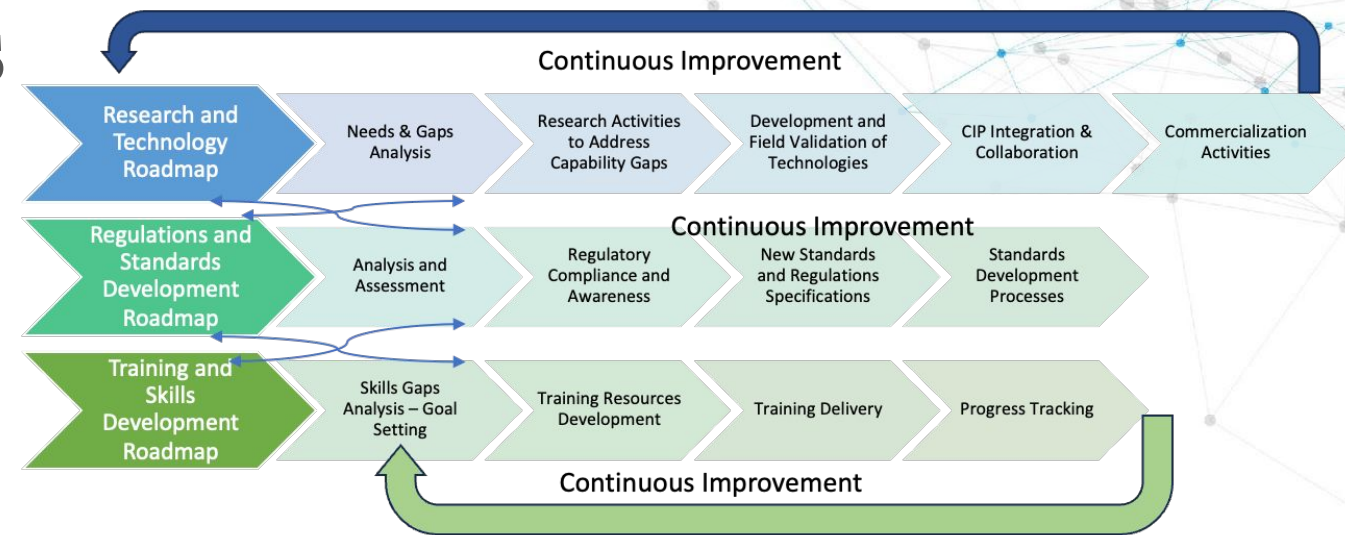 s
Continuous Improvement
Research and
Technology
Roadmap
Needs & Gaps
Analysis
Research Activities
to Address
Capability Gaps
Development and
Field Validation of
Technologies
CIP Integration &
Collaboration
Commercialization
Activities
Continuous Improvement
Regulations and
Standards
Development
Roadmap
Analysis and
Assessment
Regulatory
Compliance and
Awareness
New Standards
and Regulations
Specifications
Standards
Development
Processes
Training and
Skills
Development
Roadmap
Skills Gaps
Analysis – Goal
Setting
Training Resources
Development
Training Delivery
Progress Tracking
Continuous Improvement